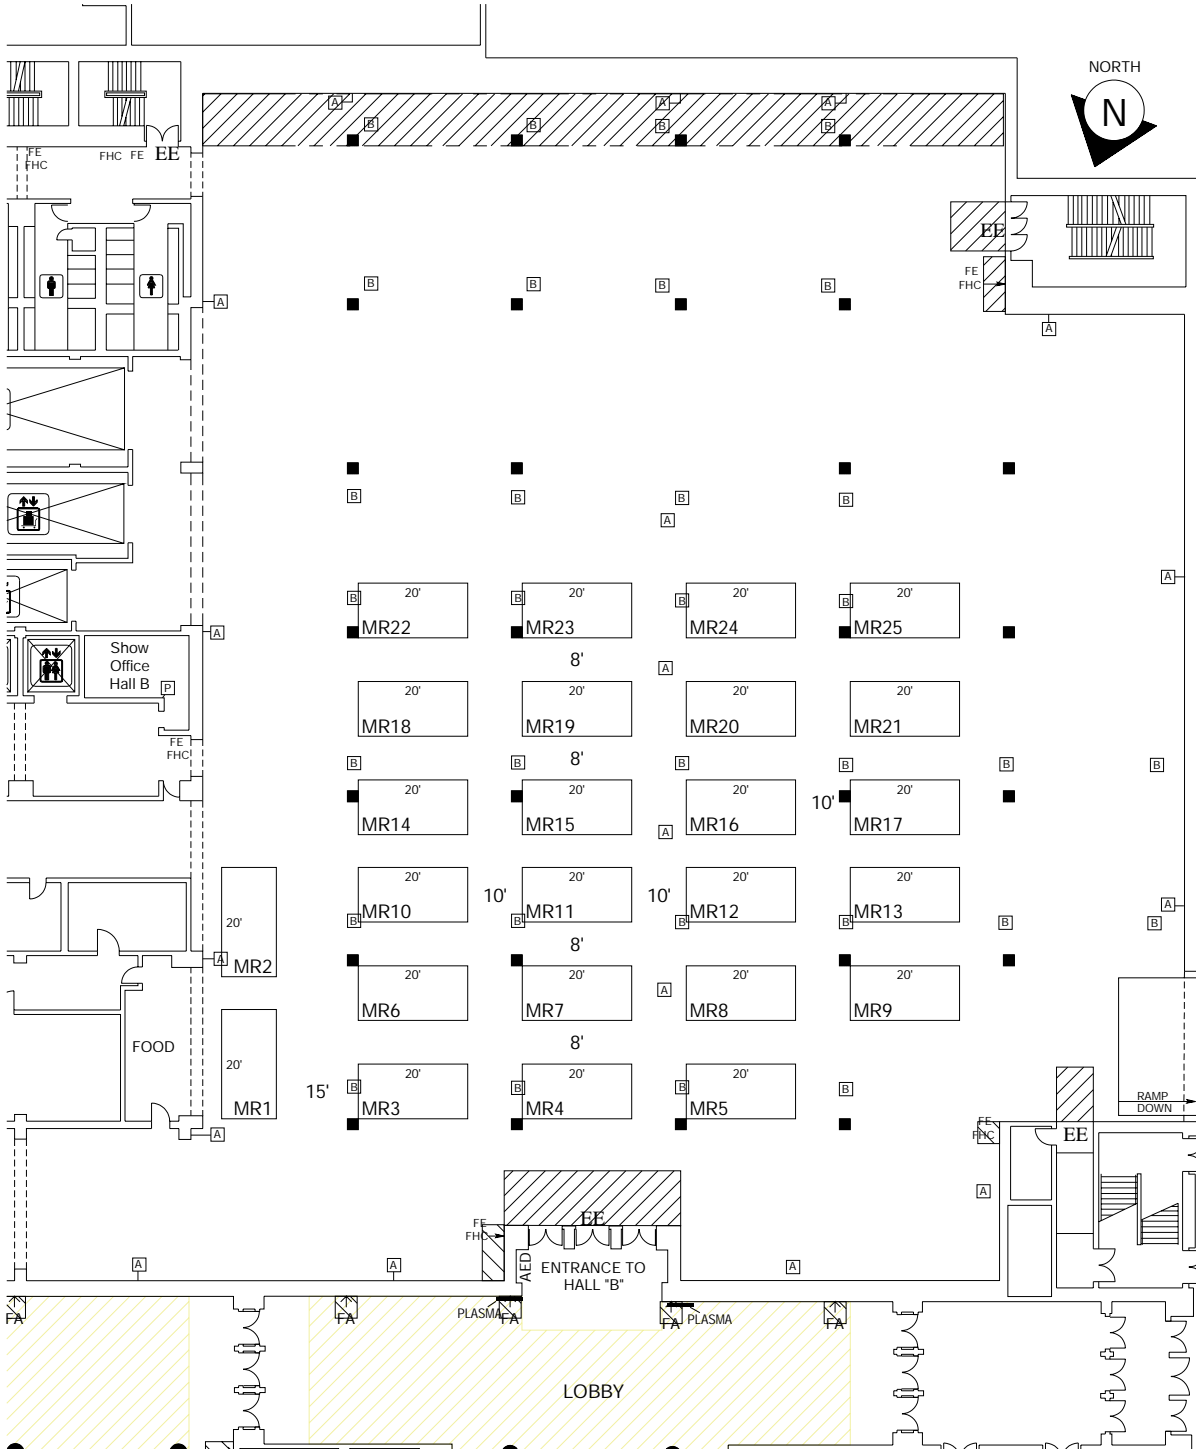 NORTH
N
A
A
A
B
B
B
B
FE
FHC
FHC FE
EE
EE
FE
FHC
B
B
B
B
A
A
B
B
B
B
A
A
20'
20'
20'
20'
B
B
B
B
MR22
MR23
MR24
MR25
A
Show
Office
Hall B
P
8'
A
20'
20'
20'
20'
MR18
MR19
MR20
MR21
FE
FHC
8'
B
B
B
B
B
B
20'
20'
20'
20'
10'
MR14
MR15
MR16
MR17
A
20'
20'
20'
20'
10'
10'
MR10
MR11
MR12
MR13
A
B
B
B
B
B
B
20'
8'
A
MR2
20'
20'
20'
20'
A
MR6
MR7
MR8
MR9
8'
FOOD
20'
20'
20'
20'
15'
B
B
B
B
MR1
MR3
MR4
MR5
RAMP
DOWN
A
FE
FHC
EE
A
EE
FE
FHC
AED
ENTRANCE TO
HALL "B"
A
A
A
PLASMA
PLASMA
FA
FA
FA
FA
FA
LOBBY